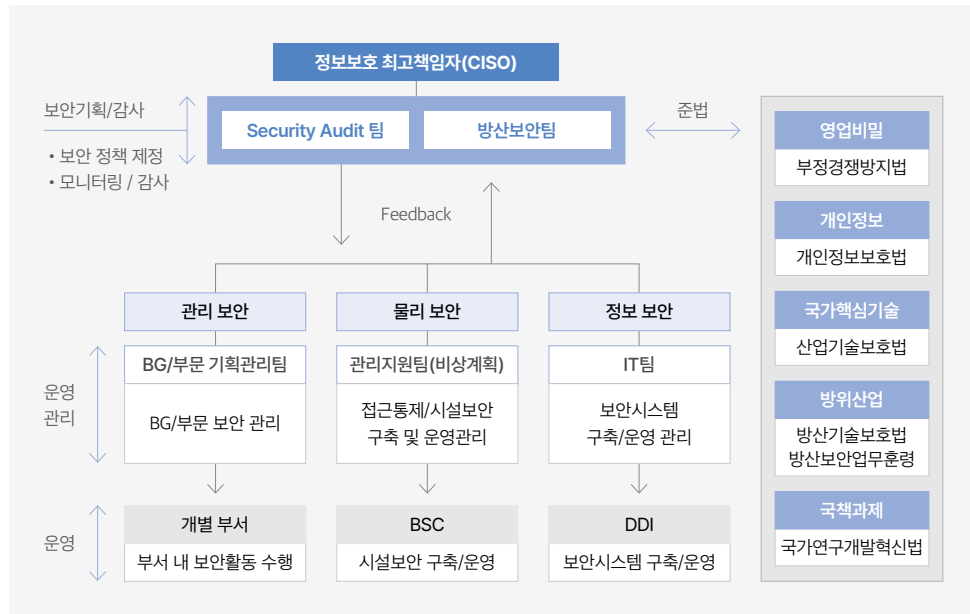 정보보호 최고책임자(CISO)
보안기획/감사
• 보안 정책 제정
• 모니터링 / 감사
Security Audit 팀
방산보안팀
준법
Feedback
관리 보안
물리 보안
정보 보안
운영
관리
BG/부문 기획관리팀
BG/부문 보안 관리
관리지원팀(비상계획)
접근통제/시설보안
구축 및 운영관리
IT팀
보안시스템
구축/운영 관리
운영
개별 부서
부서 내 보안활동 수행
BSC
시설보안 구축/운영
DDI
보안시스템 구축/운영
영업비밀
부정경쟁방지법
개인정보
개인정보보호법
국가핵심기술
산업기술보호법
방위산업
방산기술보호법
방산보안업무훈령
국책과제
국가연구개발혁신법